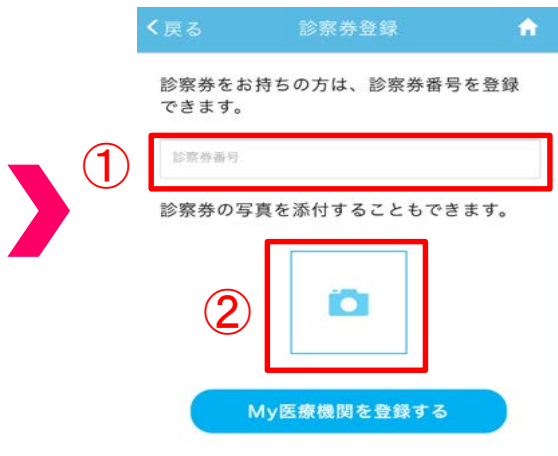 戻る 診察券登録
診察券をお持ちの方は、診察券番号を登録
できます。
① 診察券番号
診察券の写真を添付することもできます。
②
My医療機関を登録する